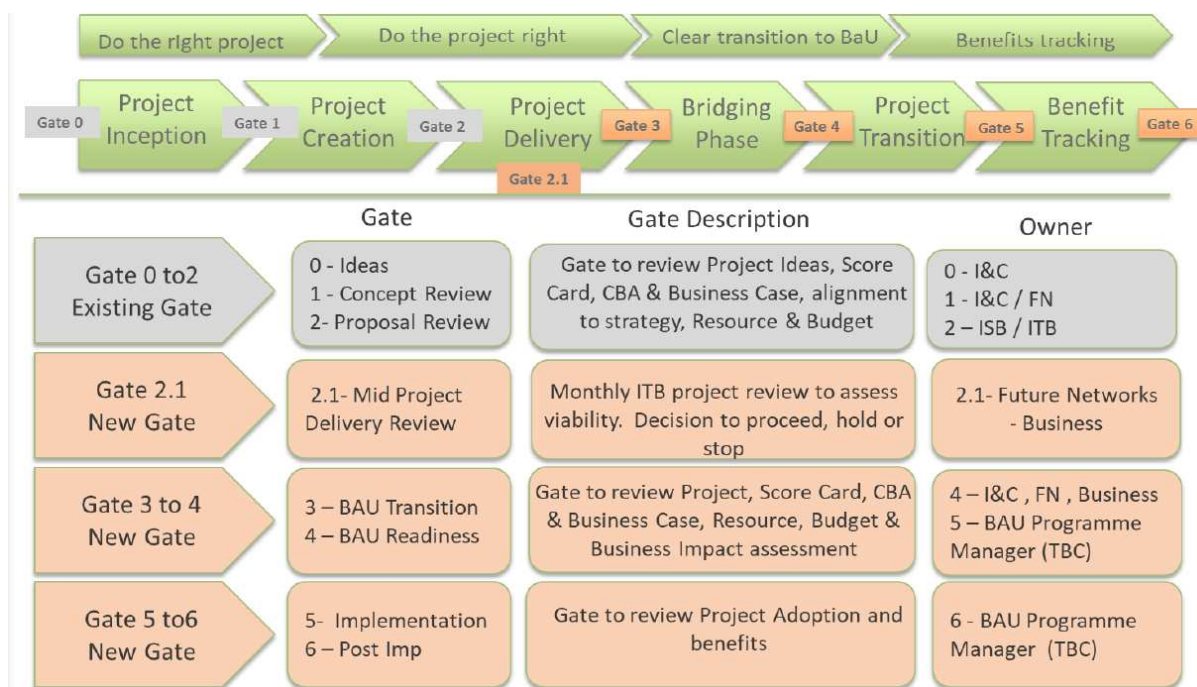 Do the right project
Do the project right
Clear transition to BaU
Benefits tracking
Gate 0
Project
Inception
Gate 1
Project
Creation
Gate 2
Project
Delivery
Gate 2.1
Gate 3
Bridging
Phase
Gate 4
Project
Transition
Gate 5
Benefit
Tracking
Gate 6
Gate
Gate Description
Owner
Gate 0 to2
Existing Gate
0 - Ideas
1 - Concept Review
2- Proposal Review
Gate to review Project Ideas, Score
Card, CBA & Business Case, alignment
to strategy, Resource & Budget
0 - I&C
1 - I&C / FN
2 – ISB / ITB
Gate 2.1
New Gate
2.1- Mid Project
Delivery Review
Monthly ITB project review to assess
viability. Decision to proceed, hold or
stop
2.1- Future Networks
- Business
Gate 3 to 4
New Gate
3 – BAU Transition
4 – BAU Readiness
Gate to review Project, Score Card, CBA
& Business Case, Resource, Budget &
Business Impact assessment
4 – I&C , FN , Business
5 – BAU Programme
Manager (TBC)
Gate 5 to6
New Gate
5- Implementation
6 – Post Imp
Gate to review Project Adoption and
benefits
6 - BAU Programme
Manager (TBC)